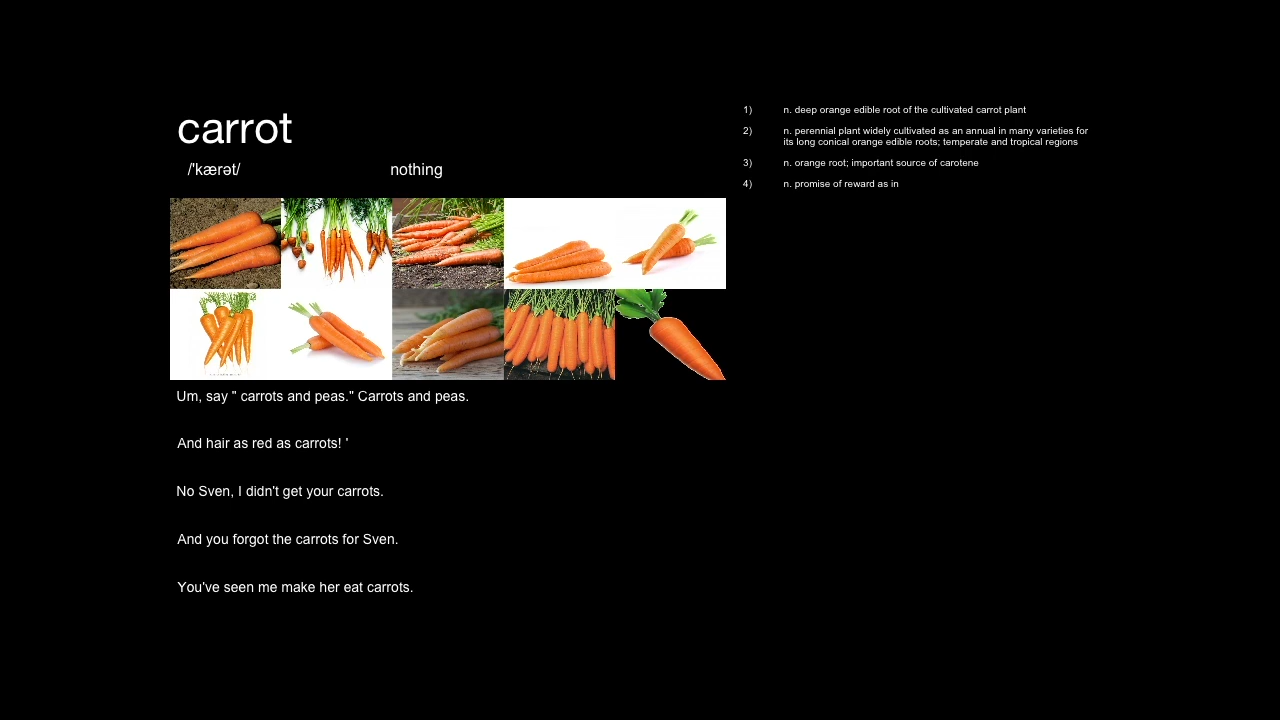 carrot
/'kærət/
nothing
1) n. deep orange edible root of the cultivated carrot plant
2) n. perennial plant widely cultivated as an annual in many varieties for
its long conical orange edible roots; temperate and tropical regions
3) n. orange root; important source of carotene
4) n. promise of reward as in
Um, say " carrots and peas." Carrots and peas.
And hair as red as carrots! '
No Sven, I didn't get your carrots.
And you forgot the carrots for Sven.
You've seen me make her eat carrots.